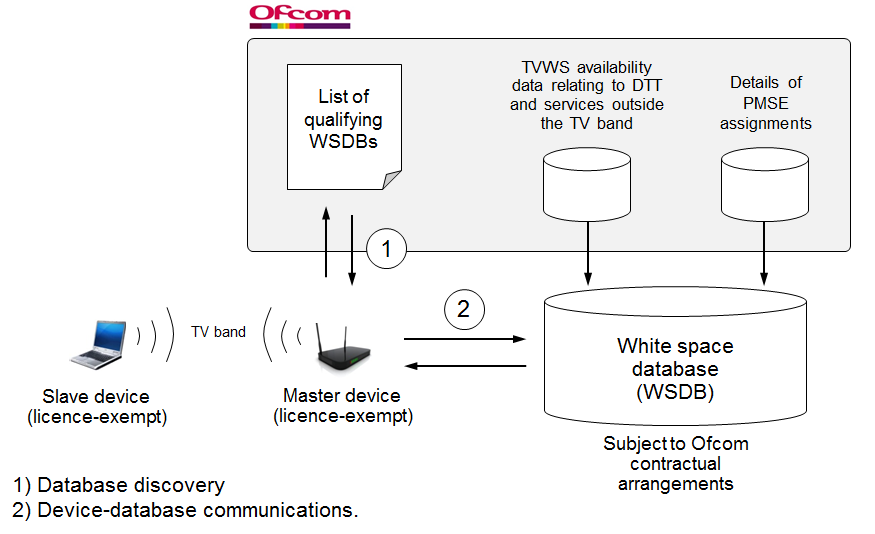 Ofcom
List of
qualifying
WSDBs
TVWS availability
data relating to DTT
and services outside
the TV band
Details of
PMSE
assignments
1
2
TV band
White space
database
(WSDB)
Slave device
(licence-exempt)
Master device
(licence-exempt)
Subject to Ofcom
contractual
arrangements
1) Database discovery
2) Device-database communications.